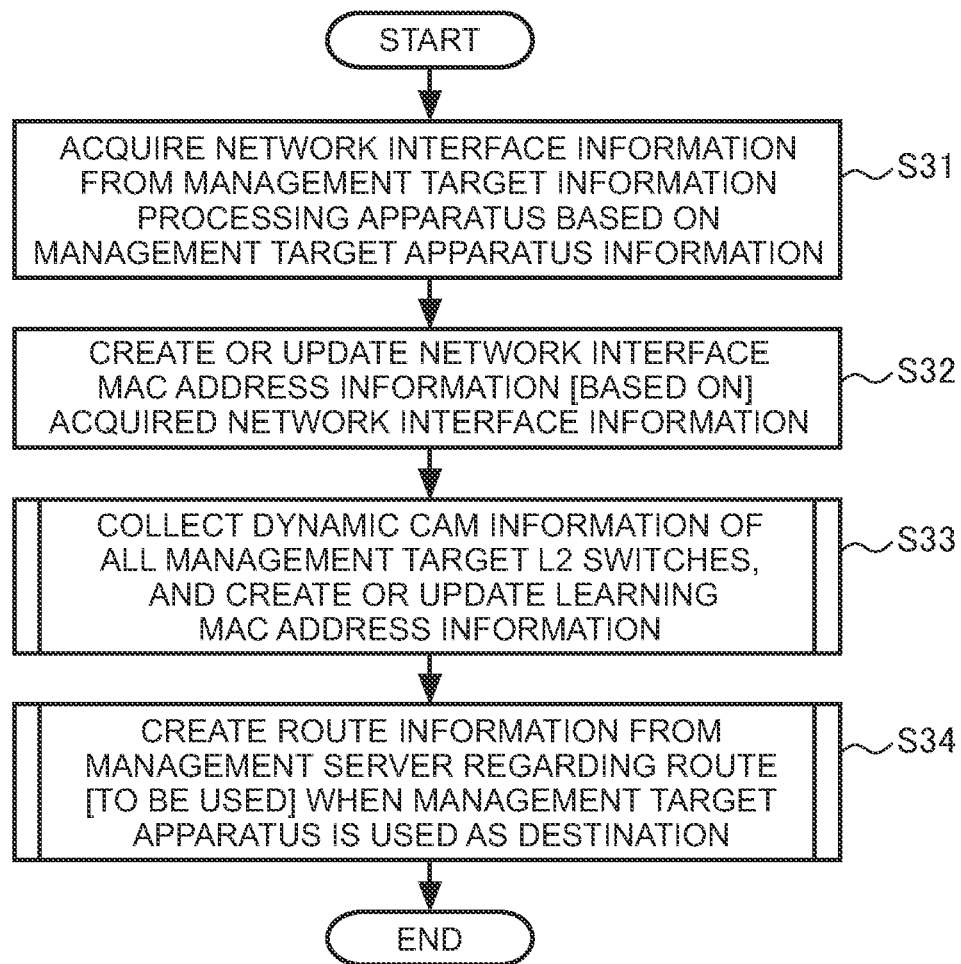 START
ACQUIRE NETWORK INTERFACE INFORMATION
FROM MANAGEMENT TARGET INFORMATION
PROCESSING APPARATUS BASED ON
MANAGEMENT TARGET APPARATUS INFORMATION
S31
CREATE OR UPDATE NETWORK INTERFACE
MAC ADDRESS INFORMATION [BASED ON]
ACQUIRED NETWORK INTERFACE INFORMATION
S32
COLLECT DYNAMIC CAM INFORMATION OF
ALL MANAGEMENT TARGET L2 SWITCHES,
AND CREATE OR UPDATE LEARNING
MAC ADDRESS INFORMATION
S33
CREATE ROUTE INFORMATION FROM
MANAGEMENT SERVER REGARDING ROUTE
[TO BE USED] WHEN MANAGEMENT TARGET
APPARATUS IS USED AS DESTINATION
S34
END